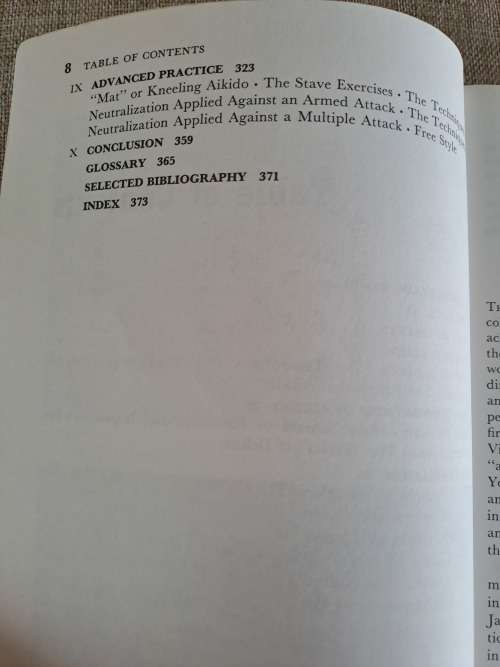 8 TABLE OF CONTENTS
IX ADVANCED PRACTICE 323
"Mat" or Kneeling Aikido • The Stave Exercises • The
Neutralization Applied Against an Armed Attack • The
Neutralization Applied Against a Multiple Attack • Free Style
X CONCLUSION 359
GLOSSARY 365
SELECTED BIBLIOGRAPHY 371
INDEX 373